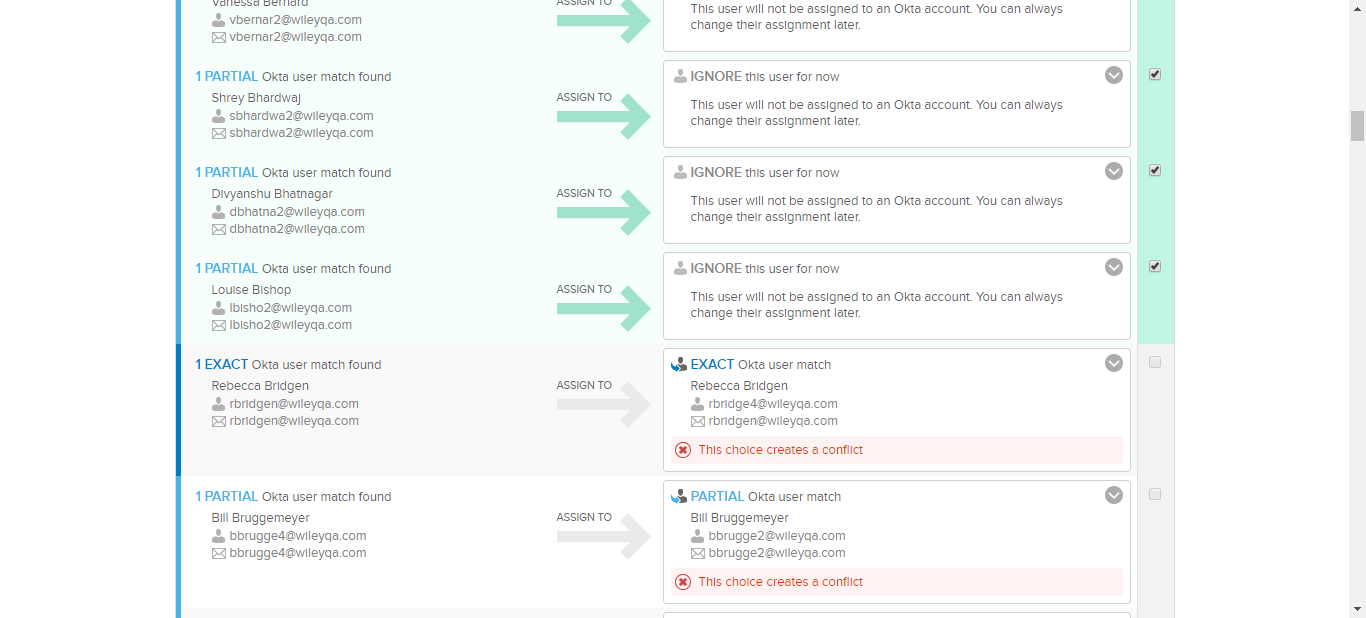 Vanessa Bernard
vbernar2@wileyqa.com
vbernar2@wileyqa.com
ASSIGN TO
This user will not be assigned to an Okta account. You can always
change their assignment later.
1 PARTIAL Okta user match found
Shrey Bhardwaj
sbhardwa2@wileyqa.com
sbhardwa2@wileyqa.com
ASSIGN TO
IGNORE this user for now
This user will not be assigned to an Okta account. You can always
change their assignment later.
1 PARTIAL Okta user match found
Divyanshu Bhatnagar
dbhatna2@wileyqa.com
dbhatna2@wileyqa.com
ASSIGN TO
IGNORE this user for now
This user will not be assigned to an Okta account. You can always
change their assignment later.
1 PARTIAL Okta user match found
Louise Bishop
lbisho2@wileyqa.com
lbisho2@wileyqa.com
ASSIGN TO
IGNORE this user for now
This user will not be assigned to an Okta account. You can always
change their assignment later.
1 EXACT Okta user match found
Rebecca Bridgen
rbridgen@wileyqa.com
rbridgen@wileyqa.com
ASSIGN TO
EXACT Okta user match
Rebecca Bridgen
rbridge4@wileyqa.com
rbridgen@wileyqa.com
This choice creates a conflict
1 PARTIAL Okta user match found
Bill Bruggemeyer
bbrugge4@wileyqa.com
bbrugge4@wileyqa.com
ASSIGN TO
PARTIAL Okta user match
Bill Bruggemeyer
bbrugge2@wileyqa.com
bbrugge2@wileyqa.com
This choice creates a conflict